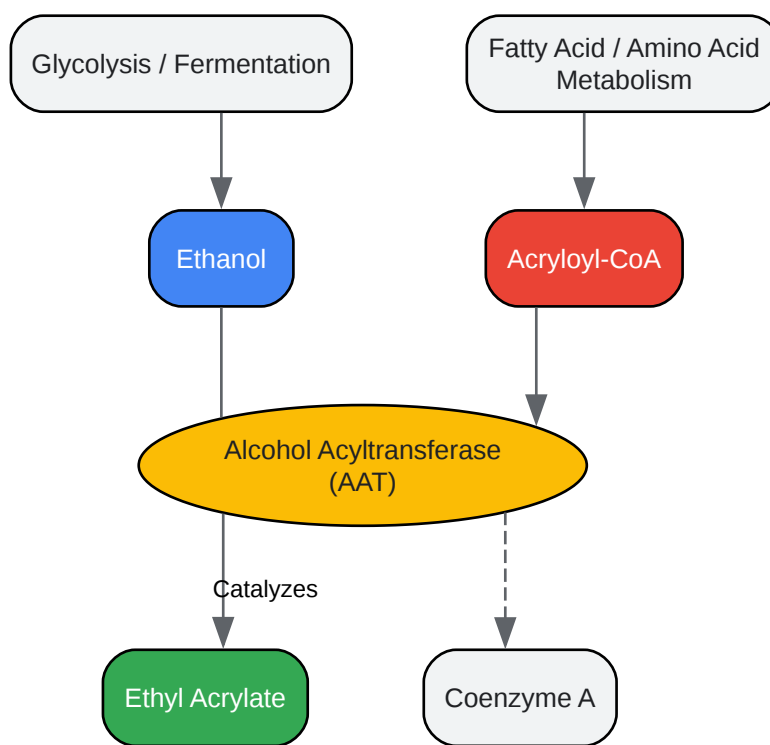 Glycolysis / Fermentation
Fatty Acid / Amino Acid
Metabolism
Ethanol
Acryloyl-CoA
Alcohol Acyltransferase
(AAT)
Catalyzes
Ethyl Acrylate
Coenzyme A